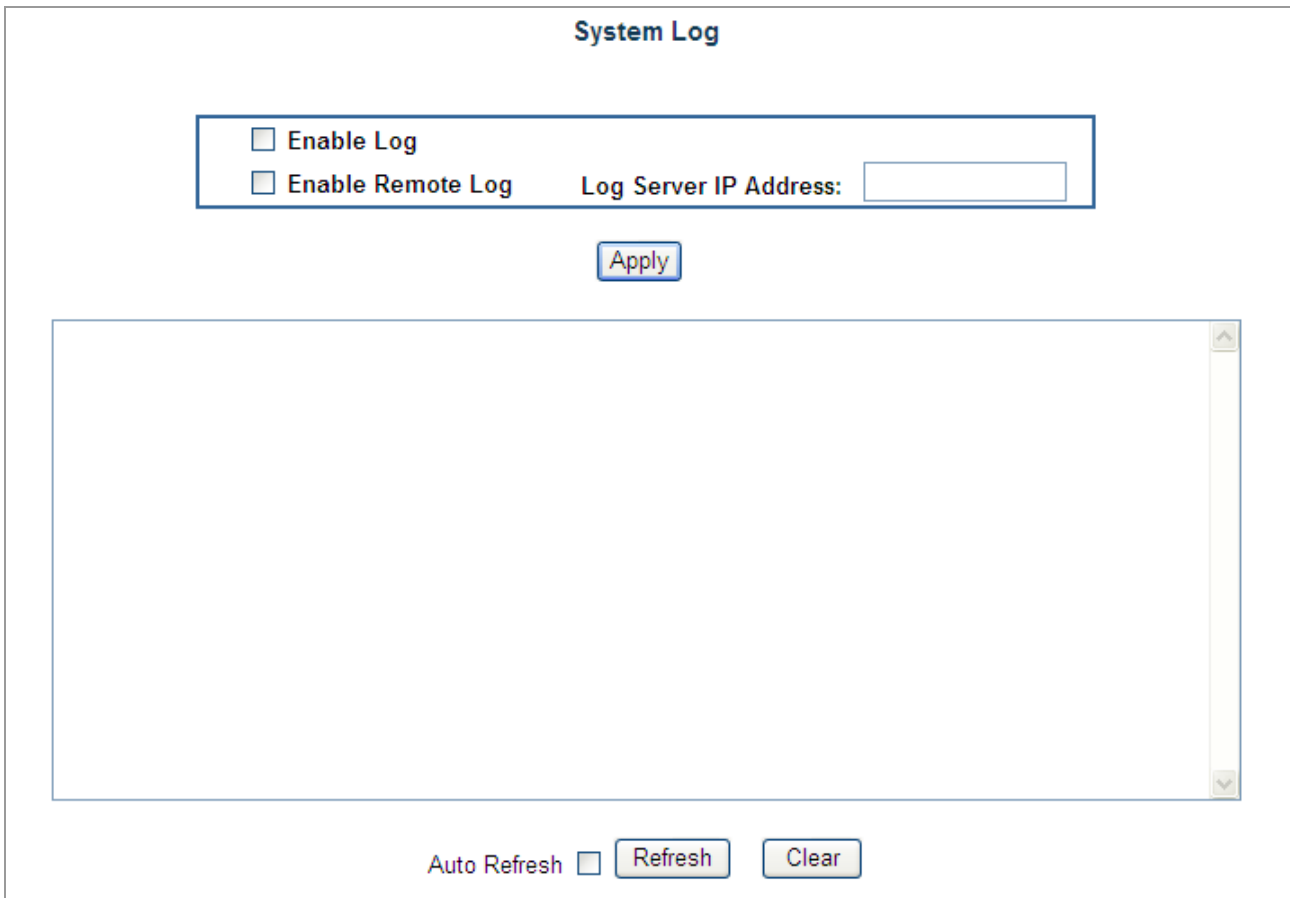 System Log
Enable Log
Enable Remote Log Log Server IP Address:
Apply
Auto Refresh Refresh Clear